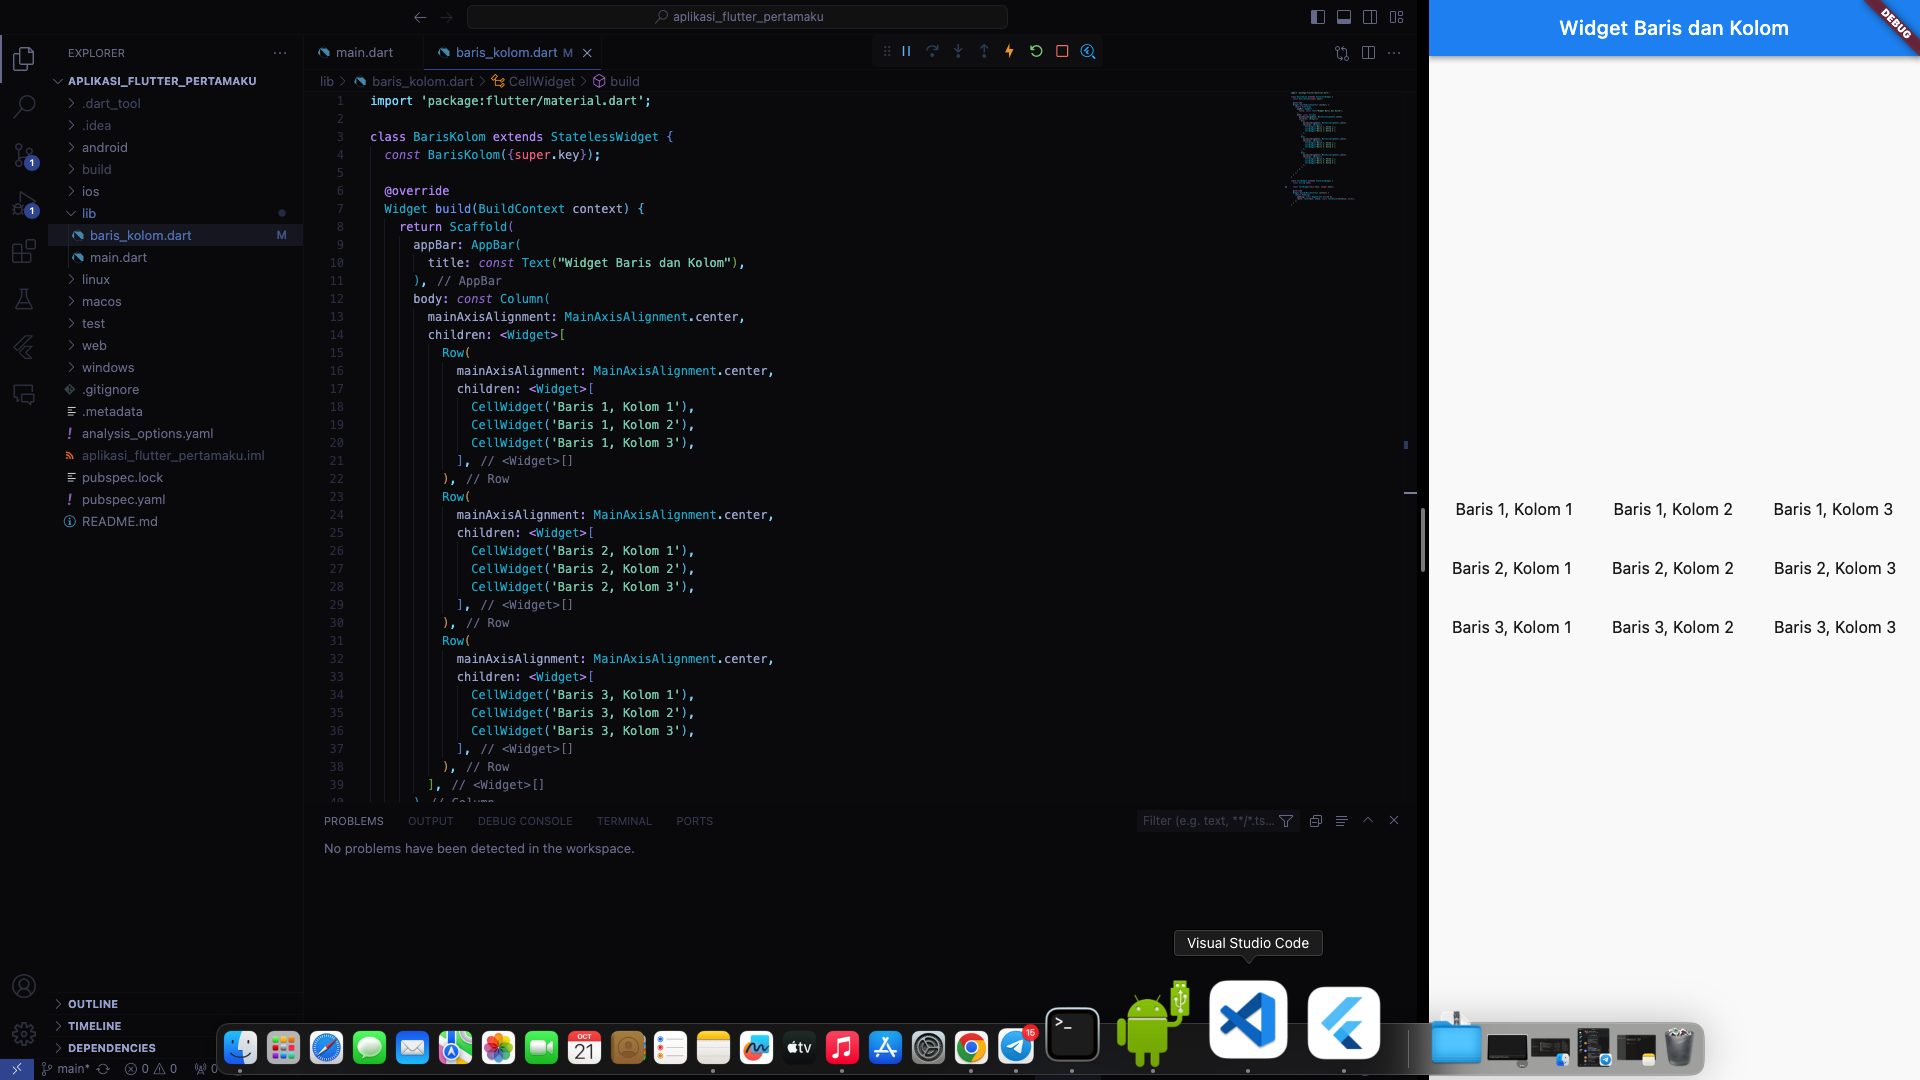 aplikasi_flutter_pertamaku
EXPLORER
APLIKASI_FLUTTER_PERTAMAKU
.dart_tool
.idea
android
build
ios
lib
baris_kolom.dart M
main.dart
linux
macos
test
web
windows
.gitignore
.metadata
! analysis_options.yaml
aplikasi_flutter_pertamaku.iml
pubspec.lock
! pubspec.yaml
README.md
OUTLINE
TIMELINE
DEPENDENCIES
1
1
main.dart
baris_kolom.dart M
lib > baris_kolom.dart > CellWidget > build
1 import 'package:flutter/material.dart';
2
3 class BarisKolom extends StatelessWidget {
4 const BarisKolom({super.key});
5
6 @override
7 Widget build(BuildContext context) {
8 return Scaffold(
9 appBar: AppBar(
10 title: const Text("Widget Baris dan Kolom"),
11 ), // AppBar
12 body: const Column(
13 mainAxisAlignment: MainAxisAlignment.center,
14 children: <Widget>[
15 Row(
16 mainAxisAlignment: MainAxisAlignment.center,
17 children: <Widget>[
18 CellWidget('Baris 1, Kolom 1'),
19 CellWidget('Baris 1, Kolom 2'),
20 CellWidget('Baris 1, Kolom 3'),
21 ], // <Widget>[]
22 ), // Row
23 Row(
24 mainAxisAlignment: MainAxisAlignment.center,
25 children: <Widget>[
26 CellWidget('Baris 2, Kolom 1'),
27 CellWidget('Baris 2, Kolom 2'),
28 CellWidget('Baris 2, Kolom 3'),
29 ], // <Widget>[]
30 ), // Row
31 Row(
32 mainAxisAlignment: MainAxisAlignment.center,
33 children: <Widget>[
34 CellWidget('Baris 3, Kolom 1'),
35 CellWidget('Baris 3, Kolom 2'),
36 CellWidget('Baris 3, Kolom 3'),
37 ], // <Widget>[]
38 ), // Row
39 ], // <Widget>[]
40 ) // Column
PROBLEMS OUTPUT DEBUG CONSOLE TERMINAL PORTS
Filter (e.g. text, **/*.ts...
No problems have been detected in the workspace.
Visual Studio Code
OCT
21
tv
15
>_
main* 0 0 0
Widget Baris dan Kolom
DEBUG
Baris 1, Kolom 1 Baris 1, Kolom 2 Baris 1, Kolom 3
Baris 2, Kolom 1 Baris 2, Kolom 2 Baris 2, Kolom 3
Baris 3, Kolom 1 Baris 3, Kolom 2 Baris 3, Kolom 3